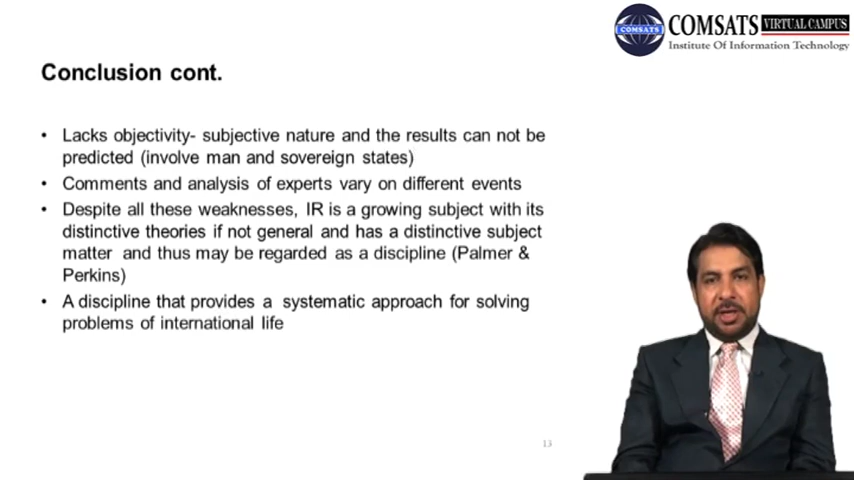 COMSATS
COMSATS VIRTUAL CAMPUS
Institute Of Information Technology
Conclusion cont.
• Lacks objectivity- subjective nature and the results can not be
predicted (involve man and sovereign states)
• Comments and analysis of experts vary on different events
• Despite all these weaknesses, IR is a growing subject with its
distinctive theories if not general and has a distinctive subject
matter and thus may be regarded as a discipline (Palmer &
Perkins)
• A discipline that provides a systematic approach for solving
problems of international life
13